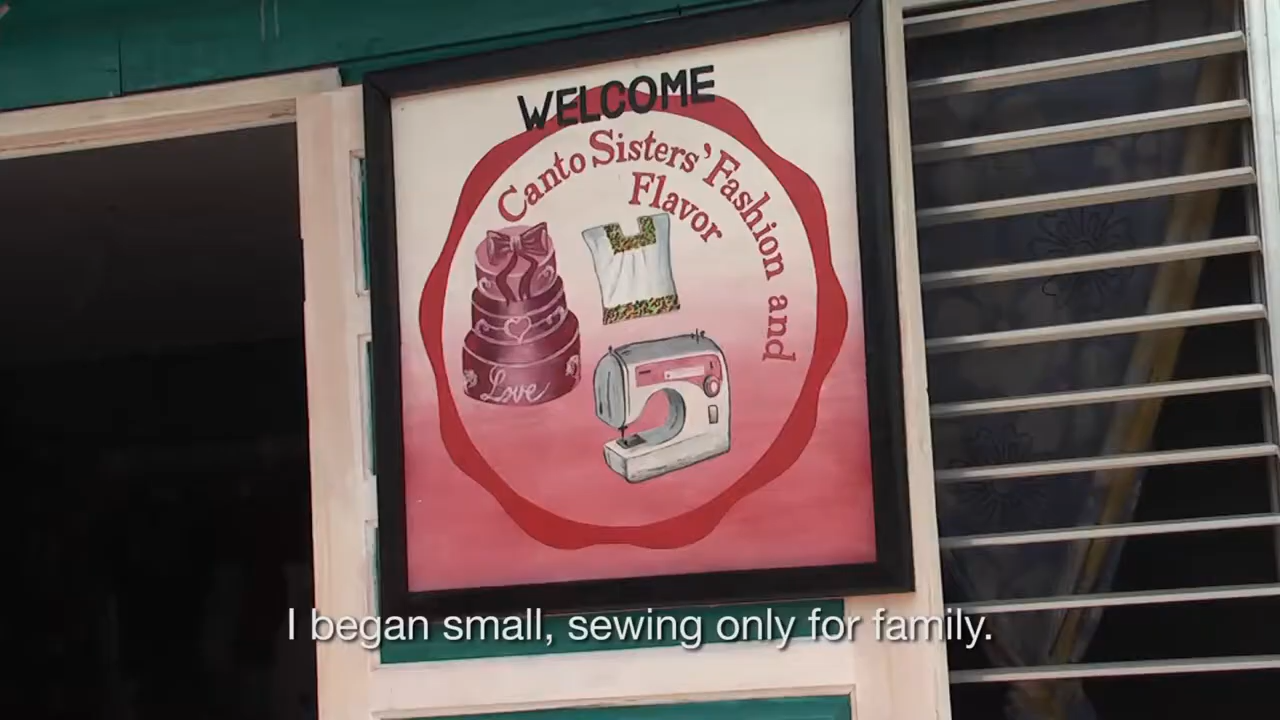 WELCOME
Canto Sisters' Fashion and
Flavor
Love
I began small, sewing only for family.